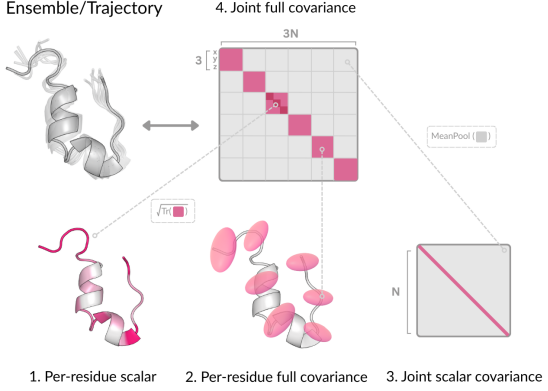 Ensemble/Trajectory
4. Joint full covariance
3N
3
x
y
z
MeanPool ( )
√Tr( )
N
1. Per-residue scalar
2. Per-residue full covariance
3. Joint scalar covariance